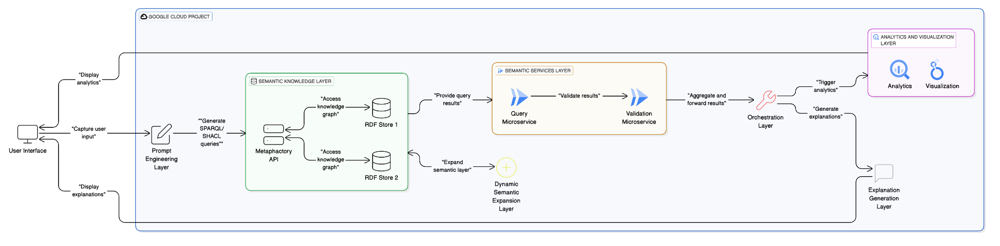 GOOGLE CLOUD PROJECT
ANALYTICS AND VISUALIZATION
LAYER
Analytics
Visualization
"Display
analytics"
SEMANTIC SERVICES LAYER
Query
Microservice
"Validate results"
Validation
Microservice
SEMANTIC KNOWLEDGE LAYER
"Access
knowledge
graph"
RDF Store 1
Metaphactory
API
"Access
knowledge
graph"
RDF Store 2
"Provide query
results"
"Aggregate and
forward results"
Orchestration
Layer
"Trigger
analytics"
"Generate
explanations"
User Interface
"Capture user
input"
Prompt
Engineering
Layer
""Generate
SPARQL/
SHACL
queries""
"Expand
semantic layer"
Dynamic
Semantic
Expansion
Layer
Explanation
Generation
Layer
"Display
explanations"